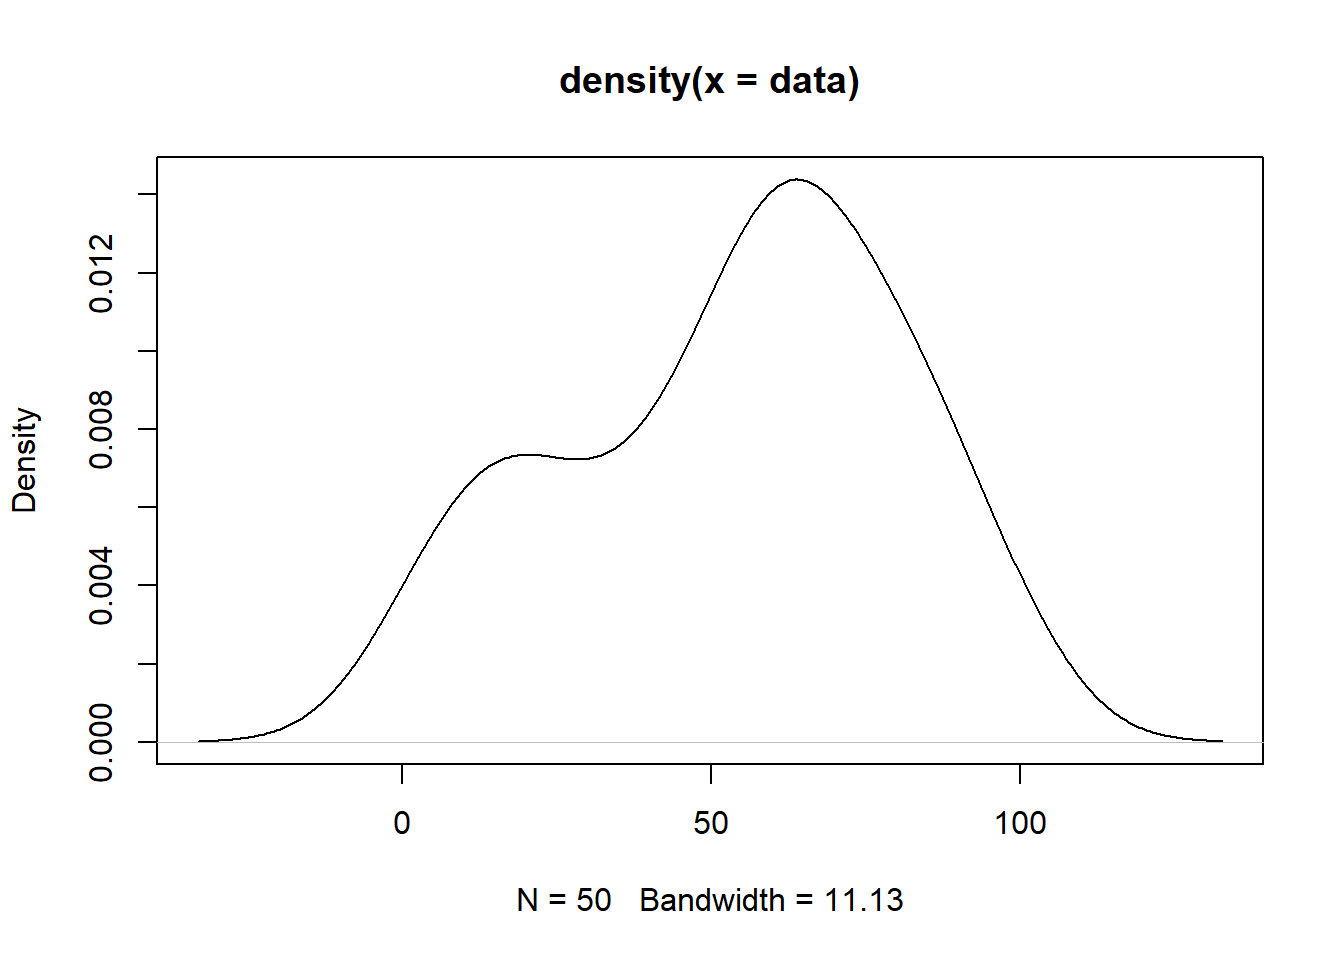 density(x = data)
Density
0.012
0.008
0.004
0.000
0 50 100
N = 50 Bandwidth = 11.13